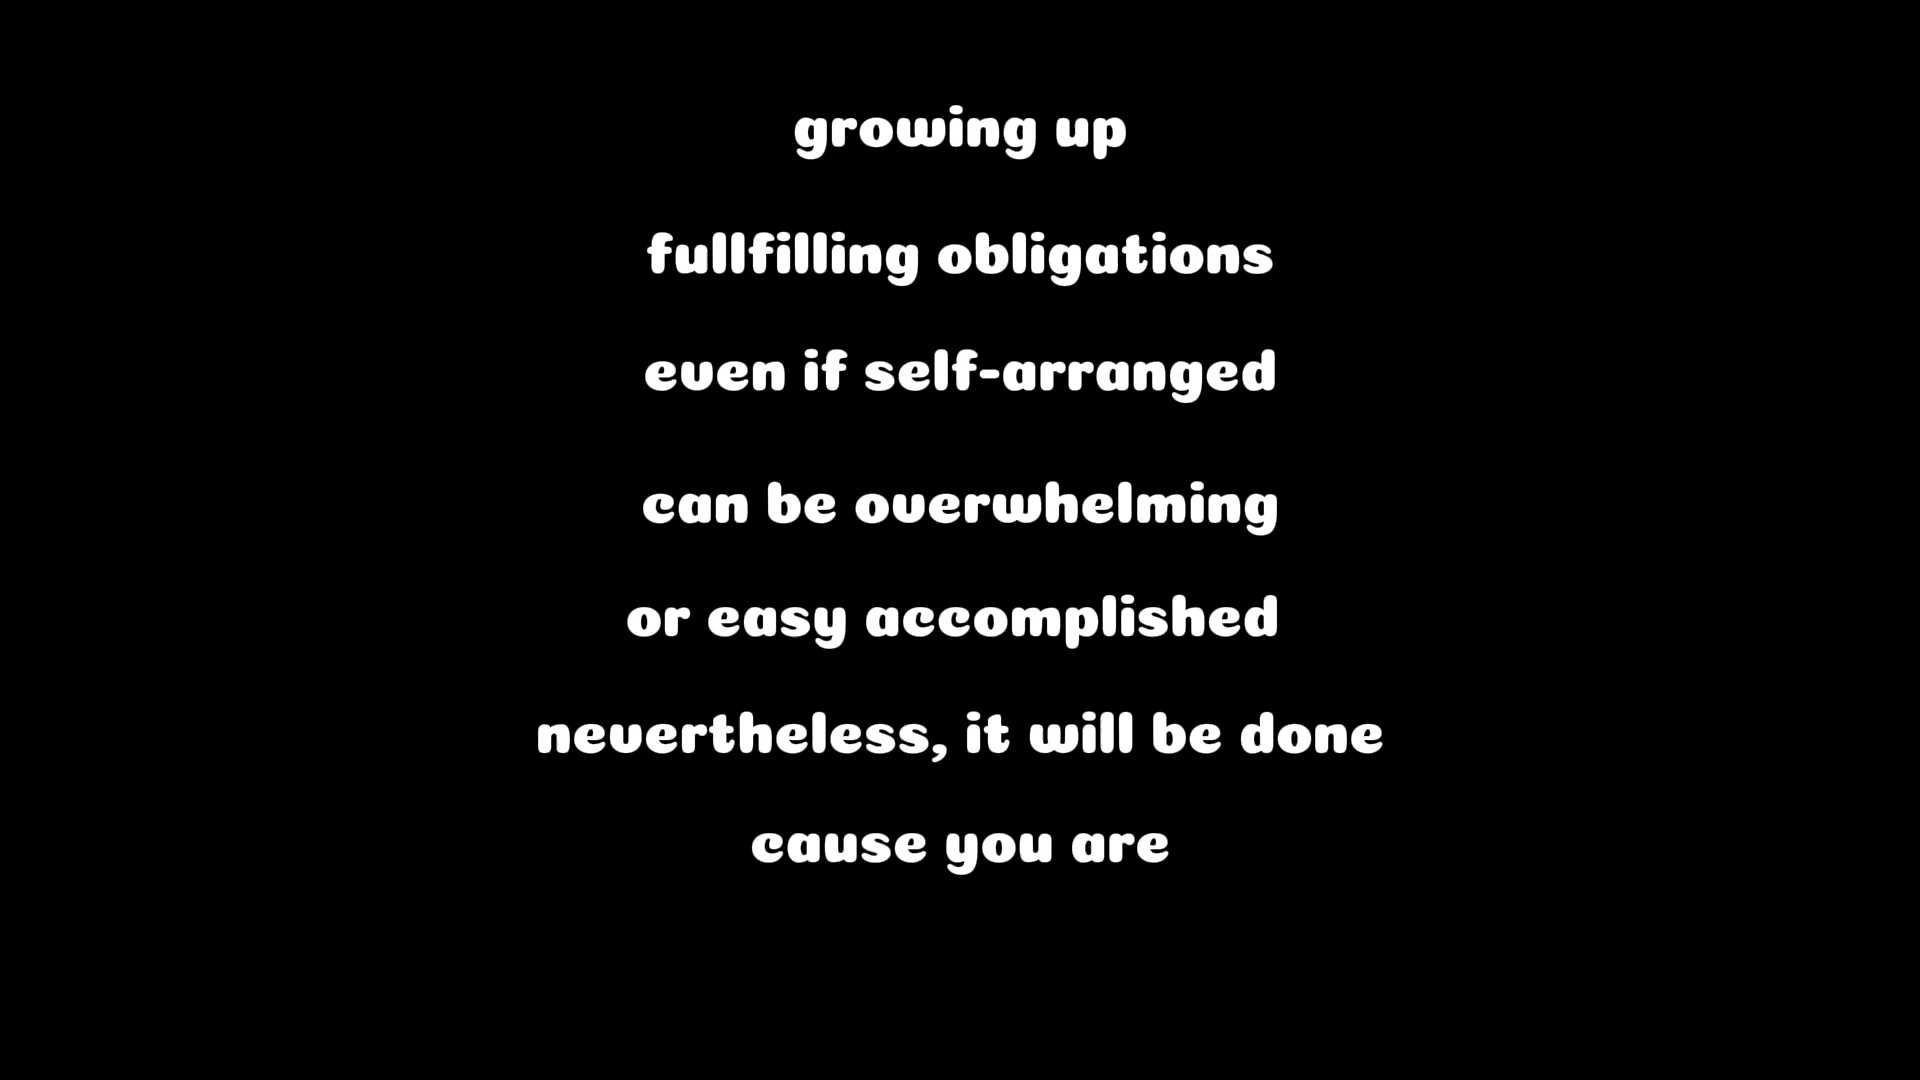 growing up
fullfilling obligations
even if self-arranged
can be overwhelming
or easy accomplished
nevertheless, it will be done
cause you are